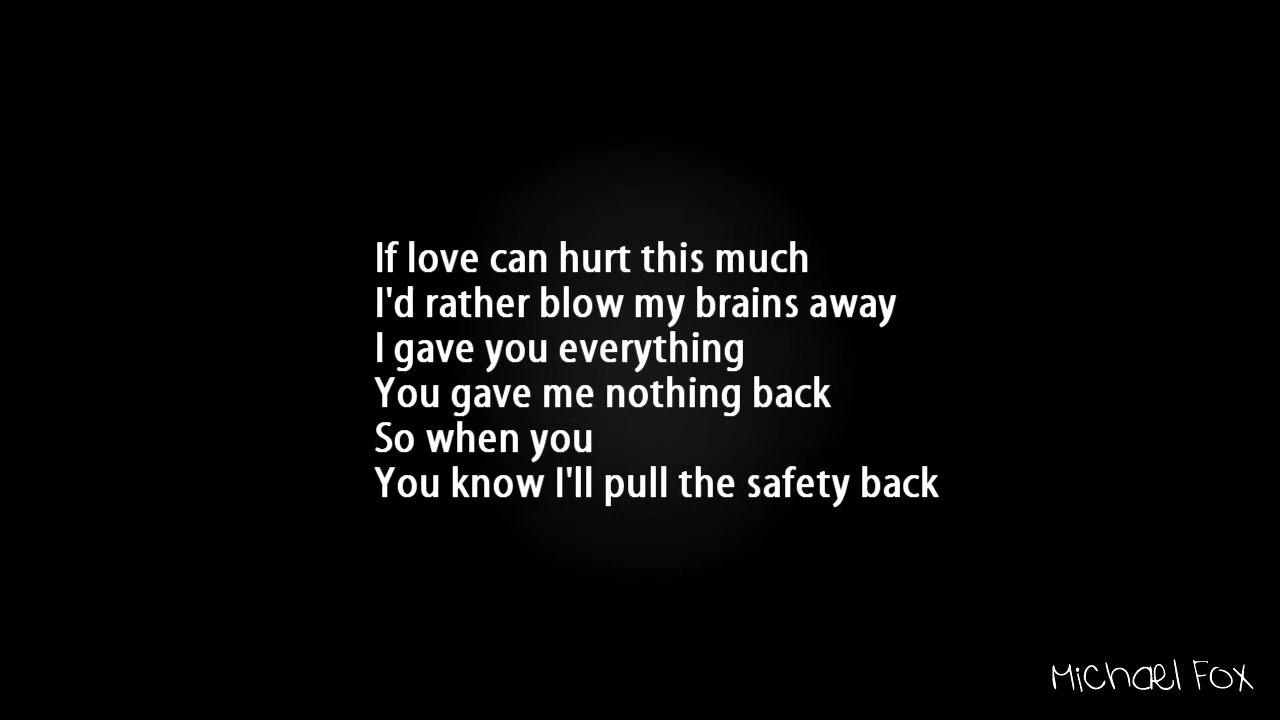 If love can hurt this much
I'd rather blow my brains away
I gave you everything
You gave me nothing back
So when you
You know I'll pull the safety back
Michael Fox